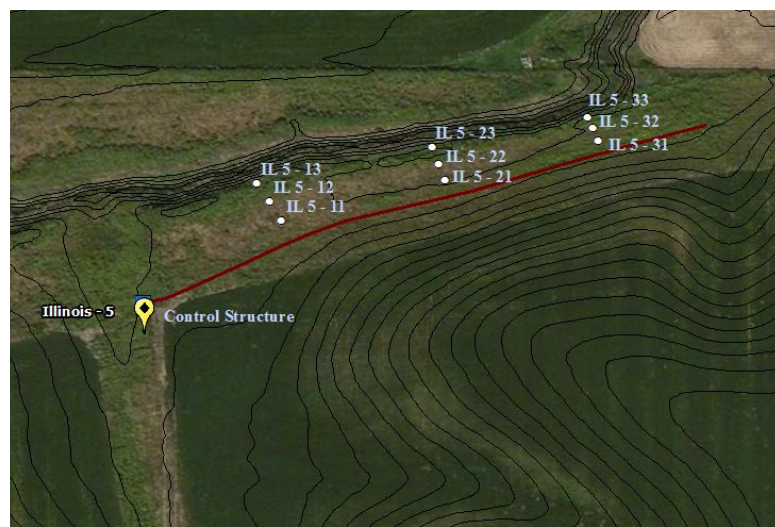 IL 5 - 33
IL 5 - 32
IL 5 - 31
IL 5 - 23
IL 5 - 22
IL 5 - 21
IL 5 - 13
IL 5 - 12
IL 5 - 11
Illinois - 5
Control Structure